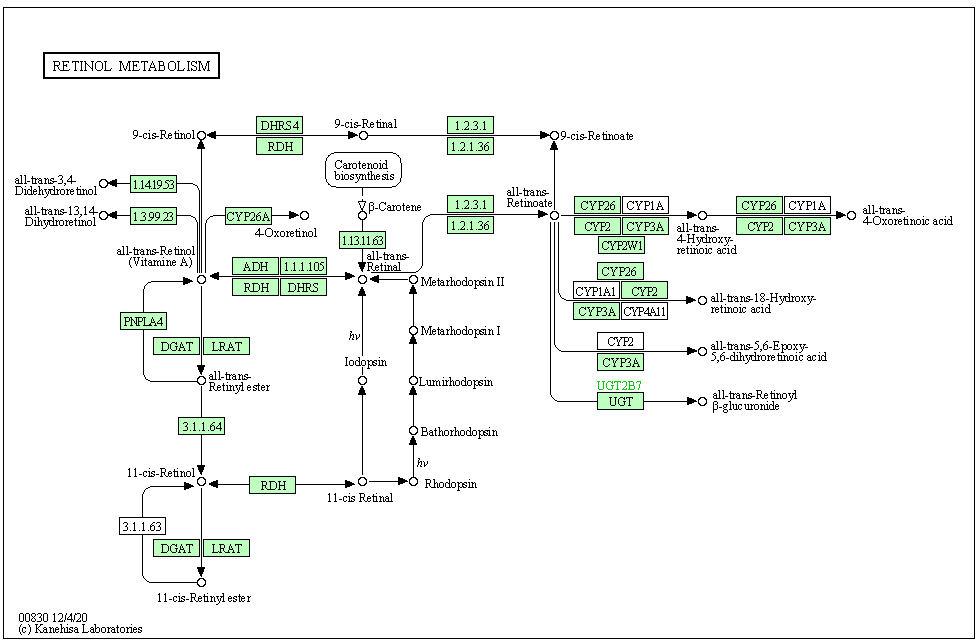 RETINOL METABOLISM
9-cis-Retinol
DHRS4
RDH
9-cis-Retinal
1.2.3.1
1.2.1.36
9-cis-Retinoate
Carotenoid
biosynthesis
all-trans-3,4-
Didehydroretinol
1.14.19.53
all-trans-13,14-
Dihydroretinol
1.3.99.23
CYP26A
4-Oxoretinol
β-Carotene
1.13.11.63
all-trans-
Retinal
1.2.3.1
1.2.1.36
all-trans-
Retinoate
CYP26
CYP1A
CYP2
CYP3A
CYP2W1
all-trans-
4-Hydroxy-
retinoic acid
CYP26
CYP1A
CYP2
CYP3A
all-trans-
4-Oxoretinoic acid
all-trans-Retinol
(Vitamine A)
ADH
1.1.1.105
RDH
DHRS
Metarhodopsin II
CYP26
CYP1A1
CYP2
CYP3A
CYP4A11
all-trans-18-Hydroxy-
retinoic acid
PNPLA4
DGAT
LRAT
hv
Iodopsin
Metarhodopsin I
CYP2
CYP3A
all-trans-5,6-Epoxy-
5,6-dihydroretinoic acid
all-trans-
Retinyl ester
Lumirhodopsin
UGT2B7
UGT
all-trans-Retinoyl
β-glucuronide
3.1.1.64
Bathorhodopsin
hv
11-cis-Retinol
RDH
11-cis Retinal
Rhodopsin
3.1.1.63
DGAT
LRAT
11-cis-Retinyl ester
00830 12/4/20
(c) Kanehisa Laboratories